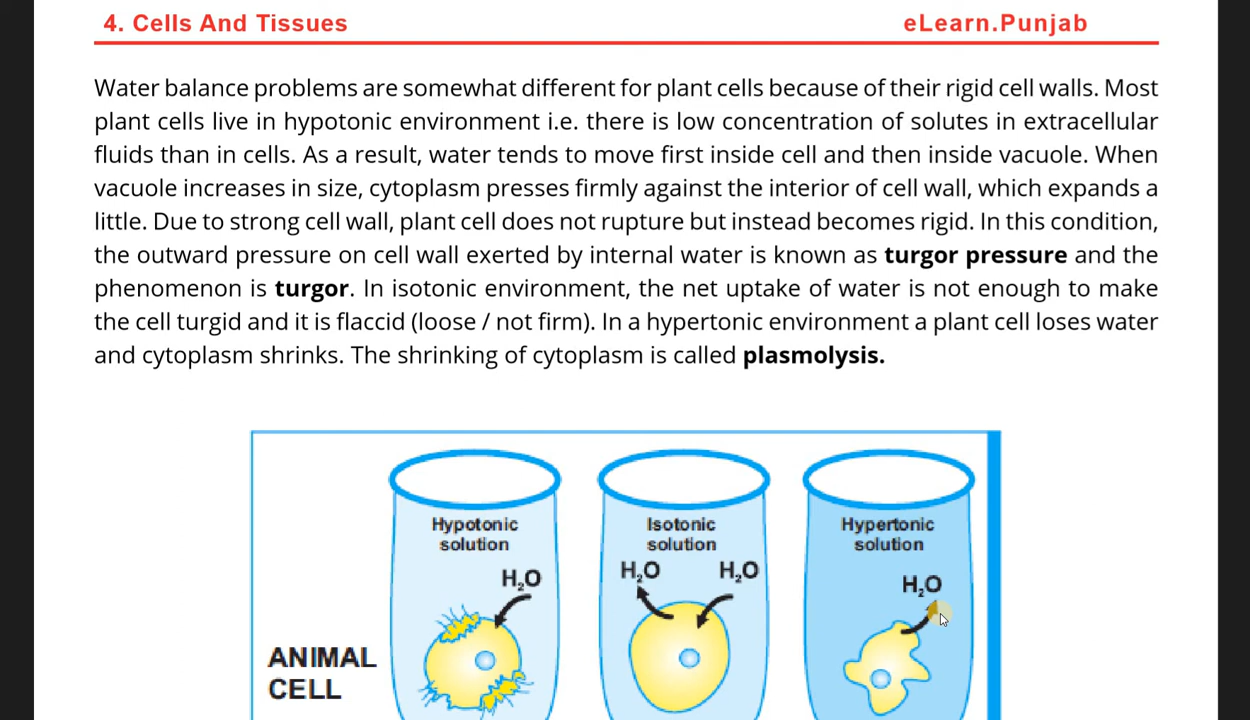 4. Cells And Tissues eLearn.Punjab
Water balance problems are somewhat different for plant cells because of their rigid cell walls. Most
plant cells live in hypotonic environment i.e. there is low concentration of solutes in extracellular
fluids than in cells. As a result, water tends to move first inside cell and then inside vacuole. When
vacuole increases in size, cytoplasm presses firmly against the interior of cell wall, which expands a
little. Due to strong cell wall, plant cell does not rupture but instead becomes rigid. In this condition,
the outward pressure on cell wall exerted by internal water is known as turgor pressure and the
phenomenon is turgor. In isotonic environment, the net uptake of water is not enough to make
the cell turgid and it is flaccid (loose / not firm). In a hypertonic environment a plant cell loses water
and cytoplasm shrinks. The shrinking of cytoplasm is called plasmolysis.
Hypotonic
solution
H₂O
Isotonic
solution
H₂O H₂O
Hypertonic
solution
H₂O
ANIMAL
CELL